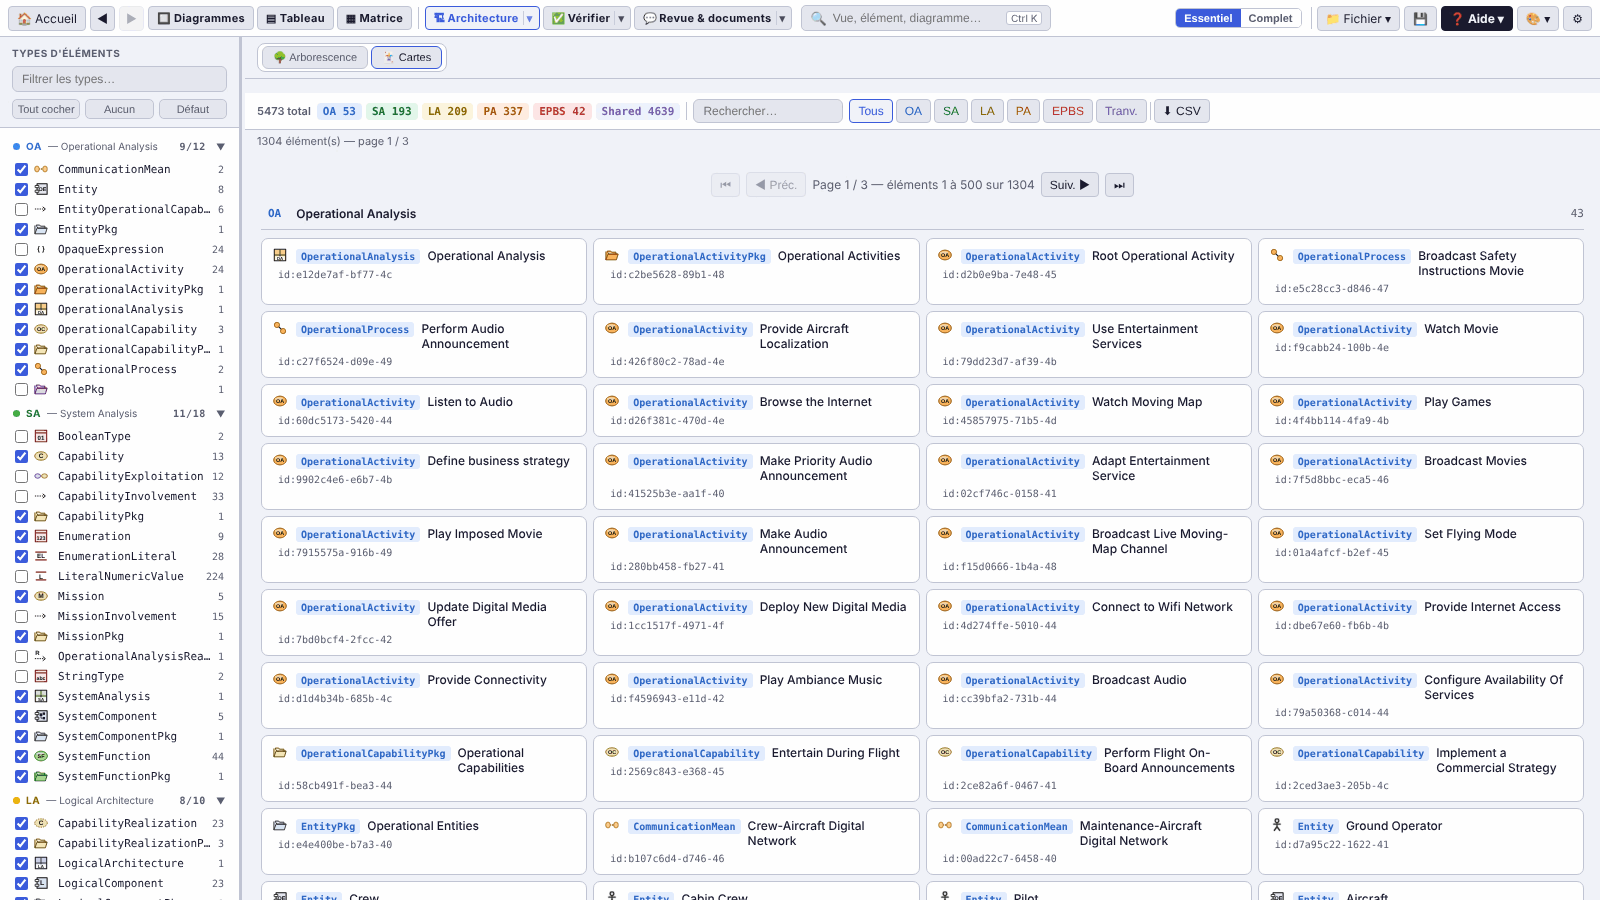 🏠 Accueil ◀ ▶ Diagrammes Tableau Matrice Architecture ▾ Vérifier ▾ Revue & documents ▾ Vue, élément, diagramme… Ctrl K Essentiel Complet Fichier ▾ ❓ Aide ▾ ▾
TYPES D'ÉLÉMENTS
Filtrer les types…
Tout cocher Aucun Défaut
OA — Operational Analysis 9/12 ▼
CommunicationMean 2
Entity 8
EntityOperationalCapab… 6
EntityPkg 1
OpaqueExpression 24
OperationalActivity 24
OperationalActivityPkg 1
OperationalAnalysis 1
OperationalCapability 3
OperationalCapabilityP… 1
OperationalProcess 2
RolePkg 1
SA — System Analysis 11/18 ▼
BooleanType 2
Capability 13
CapabilityExploitation 12
CapabilityInvolvement 33
CapabilityPkg 1
Enumeration 9
EnumerationLiteral 28
LiteralNumericValue 224
Mission 5
MissionInvolvement 15
MissionPkg 1
OperationalAnalysisRea… 1
StringType 2
SystemAnalysis 1
SystemComponent 5
SystemComponentPkg 1
SystemFunction 44
SystemFunctionPkg 1
LA — Logical Architecture 8/10 ▼
CapabilityRealization 23
CapabilityRealizationP… 3
LogicalArchitecture 1
LogicalComponent 23
Arborescence Cartes
5473 total OA 53 SA 193 LA 209 PA 337 EPBS 42 Shared 4639 Rechercher… Tous OA SA LA PA EPBS Tranv. ⬇ CSV
1304 élément(s) — page 1 / 3
⏮ ◀ Préc. Page 1 / 3 — éléments 1 à 500 sur 1304 Suiv. ▶ ⏭
OA Operational Analysis 43
OperationalAnalysis Operational Analysis
id:e12de7af-bf77-4c
OperationalActivityPkg Operational Activities
id:c2be5628-89b1-48
OperationalActivity Root Operational Activity
id:d2b0e9ba-7e48-45
OperationalProcess Broadcast Safety
Instructions Movie
id:e5c28cc3-d846-47
OperationalProcess Perform Audio
Announcement
id:c27f6524-d09e-49
OperationalActivity Provide Aircraft
Localization
id:426f80c2-78ad-4e
OperationalActivity Use Entertainment
Services
id:79dd23d7-af39-4b
OperationalActivity Watch Movie
id:f9cabb24-100b-4e
OperationalActivity Listen to Audio
id:60dc5173-5420-44
OperationalActivity Browse the Internet
id:d26f381c-470d-4e
OperationalActivity Watch Moving Map
id:45857975-71b5-4d
OperationalActivity Play Games
id:4f4bb114-4fa9-4b
OperationalActivity Define business strategy
id:9902c4e6-e6b7-4b
OperationalActivity Make Priority Audio
Announcement
id:41525b3e-aa1f-40
OperationalActivity Adapt Entertainment
Service
id:02cf746c-0158-41
OperationalActivity Broadcast Movies
id:7f5d8bbc-eca5-46
OperationalActivity Play Imposed Movie
id:7915575a-916b-49
OperationalActivity Make Audio
Announcement
id:280bb458-fb27-41
OperationalActivity Broadcast Live Moving-
Map Channel
id:f15d0666-1b4a-48
OperationalActivity Set Flying Mode
id:01a4afcf-b2ef-45
OperationalActivity Update Digital Media
Offer
id:7bd0bcf4-2fcc-42
OperationalActivity Deploy New Digital Media
id:1cc1517f-4971-4f
OperationalActivity Connect to Wifi Network
id:4d274ffe-5010-44
OperationalActivity Provide Internet Access
id:dbe67e60-fb6b-4b
OperationalActivity Provide Connectivity
id:d1d4b34b-685b-4c
OperationalActivity Play Ambiance Music
id:f4596943-e11d-42
OperationalActivity Broadcast Audio
id:cc39bfa2-731b-44
OperationalActivity Configure Availability Of
Services
id:79a50368-c014-44
OperationalCapabilityPkg Operational
Capabilities
id:58cb491f-bea3-44
OperationalCapability Entertain During Flight
id:2569c843-e368-45
OperationalCapability Perform Flight On-
Board Announcements
id:2ce82a6f-0467-41
OperationalCapability Implement a
Commercial Strategy
id:2ced3ae3-205b-4c
EntityPkg Operational Entities
id:e4e400be-b7a3-40
CommunicationMean Crew-Aircraft Digital
Network
id:b107c6d4-d746-46
CommunicationMean Maintenance-Aircraft
Digital Network
id:00ad22c7-6458-40
Entity Ground Operator
id:d7a95c22-1622-41
Entity Crew
Entity Cabin Crew
Entity Pilot
Entity Aircraft